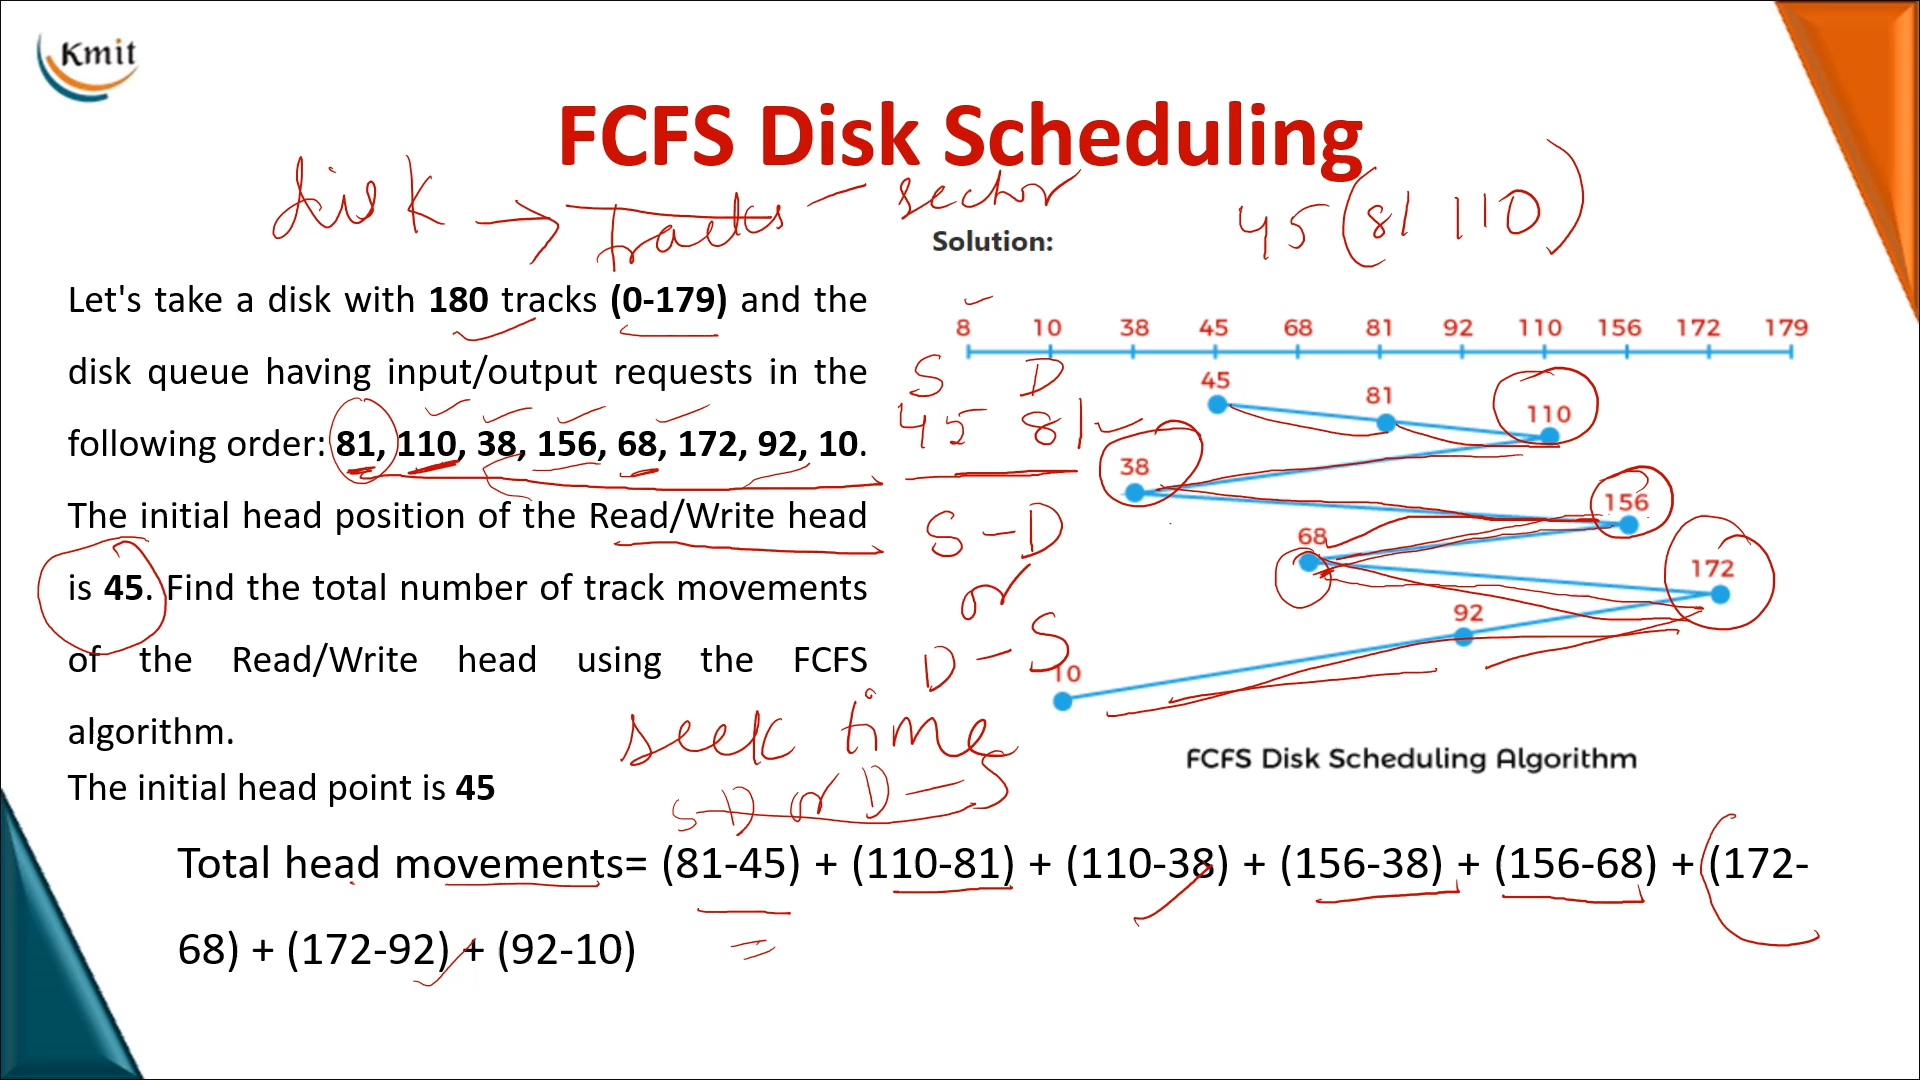 Kmit
FCFS Disk Scheduling
disk → tracks - sector
45 (81 110)
Solution:
Let's take a disk with 180 tracks (0-179) and the
disk queue having input/output requests in the
following order: 81, 110, 38, 156, 68, 172, 92, 10.
The initial head position of the Read/Write head
is 45. Find the total number of track movements
of the Read/Write head using the FCFS
algorithm.
The initial head point is 45
8 10 38 45 68 81 92 110 156 172 179
S D
45 81
S - D
or
D - S
45
81
110
38
156
68
172
92
10
seek time
S-D or D-S
FCFS Disk Scheduling Algorithm
Total head movements= (81-45) + (110-81) + (110-38) + (156-38) + (156-68) + (172-
68) + (172-92) + (92-10)